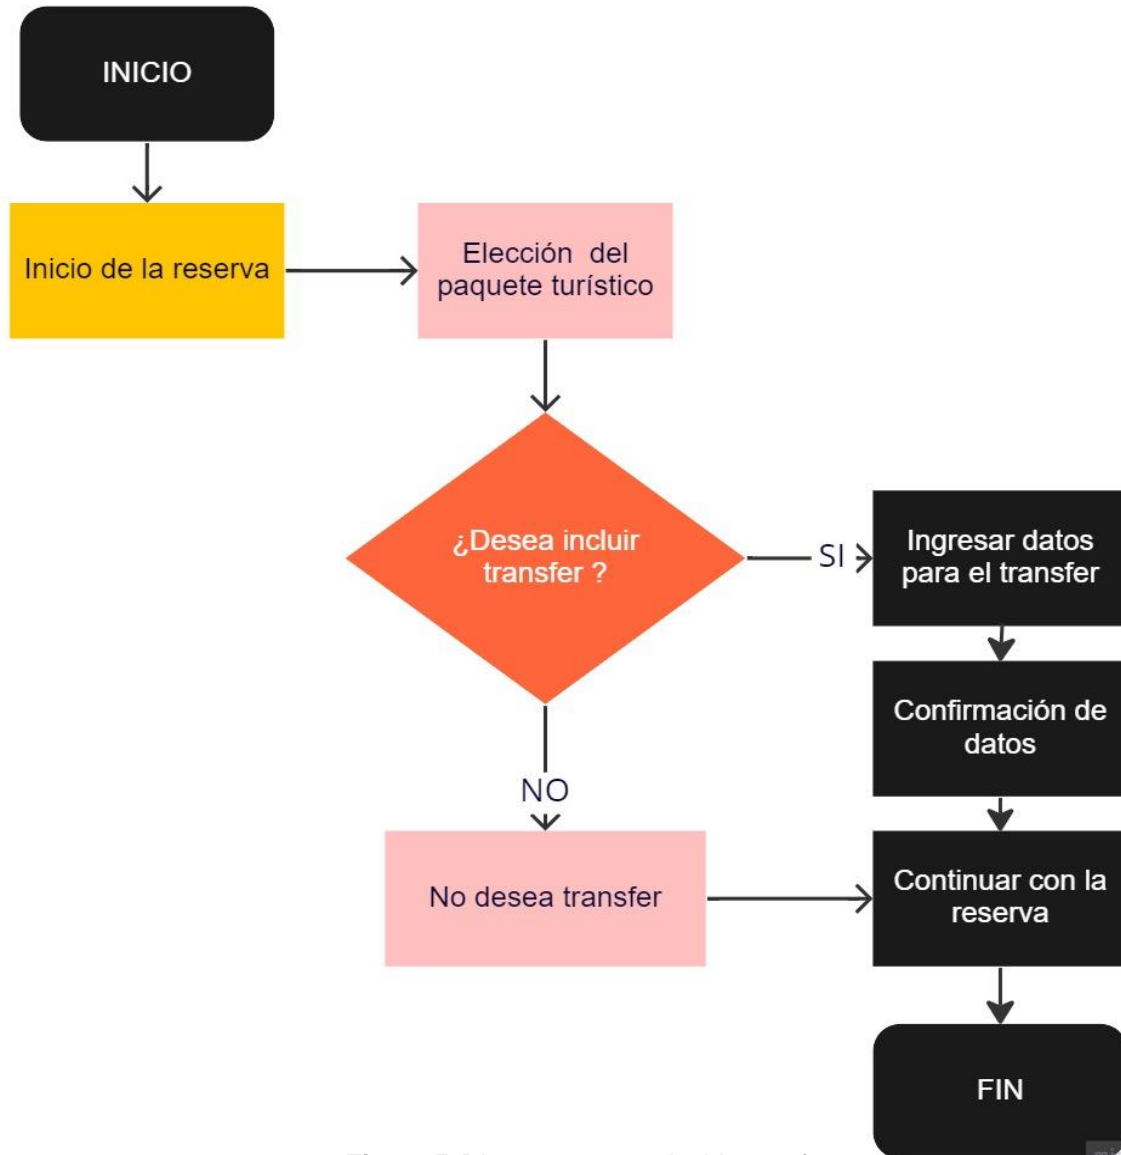 INICIO
Inicio de la reserva
Elección del
paquete turístico
¿Desea incluir
transfer ?
SI
Ingresar datos
para el transfer
Confirmación de
datos
NO
No desea transfer
Continuar con la
reserva
FIN